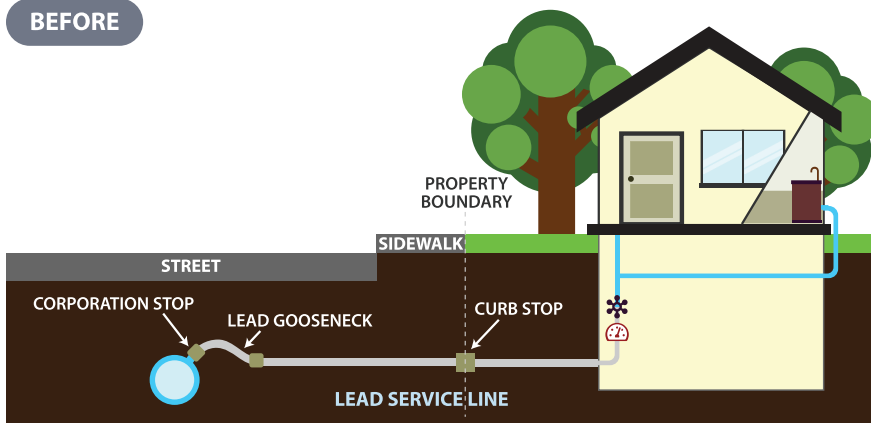 BEFORE
PROPERTY
BOUNDARY
SIDEWALK
STREET
CORPORATION STOP
LEAD GOOSENECK
CURB STOP
LEAD SERVICE LINE